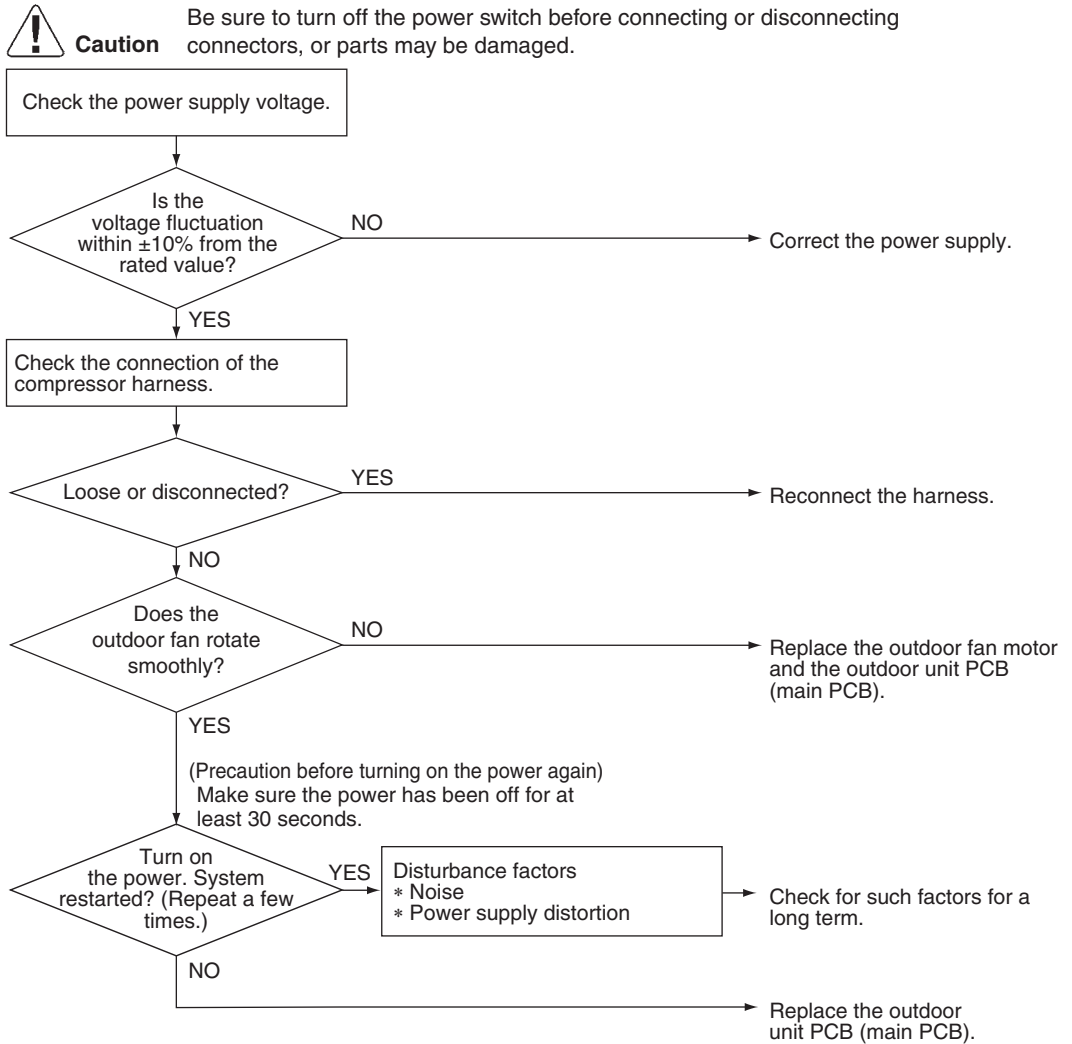 Be sure to turn off the power switch before connecting or disconnecting
Caution connectors, or parts may be damaged.
Check the power supply voltage.
Is the
voltage fluctuation
within ±10% from the
rated value?
NO
Correct the power supply.
YES
Check the connection of the
compressor harness.
Loose or disconnected?
YES
Reconnect the harness.
NO
Does the
outdoor fan rotate
smoothly?
NO
Replace the outdoor fan motor
and the outdoor unit PCB
(main PCB).
YES
(Precaution before turning on the power again)
Make sure the power has been off for at
least 30 seconds.
Turn on
the power. System
restarted? (Repeat a few
times.)
YES
Disturbance factors
* Noise
* Power supply distortion
Check for such factors for a
long term.
NO
Replace the outdoor
unit PCB (main PCB).